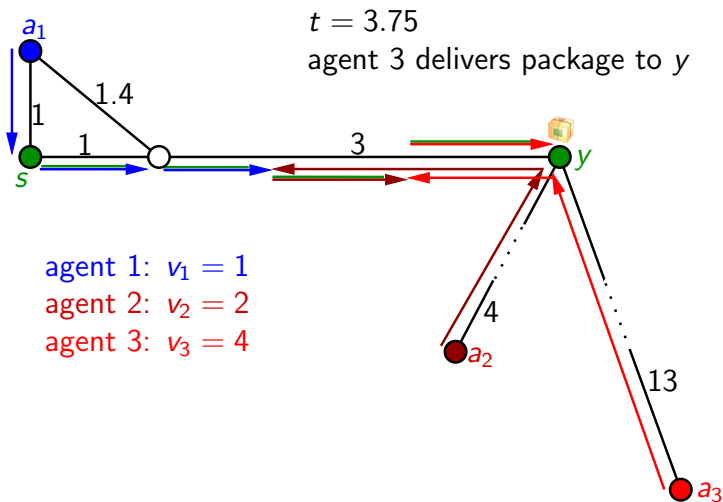 a1
t = 3.75
agent 3 delivers package to y
1
1.4
1
3
s
y
agent 1: v1 = 1
agent 2: v2 = 2
agent 3: v3 = 4
4
a2
13
a3